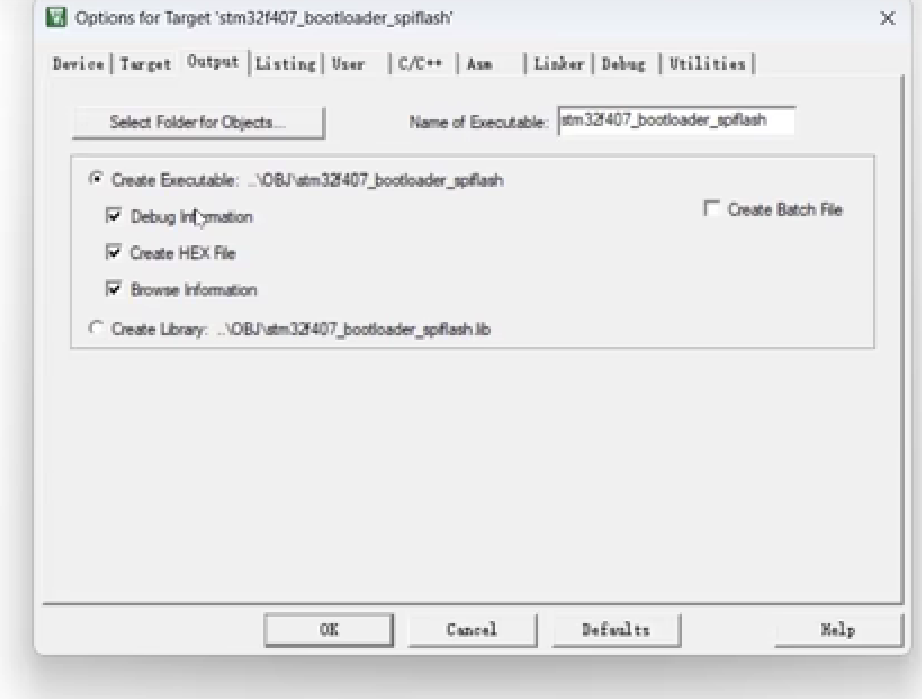 Options for Target 'stm32f407_bootloader_spiflash'
Device Target Output Listing User C/C++ Asm Linker Debug Utilities
Select Folder for Objects... Name of Executable: stm32f407_bootloader_spiflash
Create Executable: ..\OBJ\stm32f407_bootloader_spiflash
Debug Information Create Batch File
Create HEX File
Browse Information
Create Library: ..\OBJ\stm32f407_bootloader_spiflash.lib
OK Cancel Defaults Help